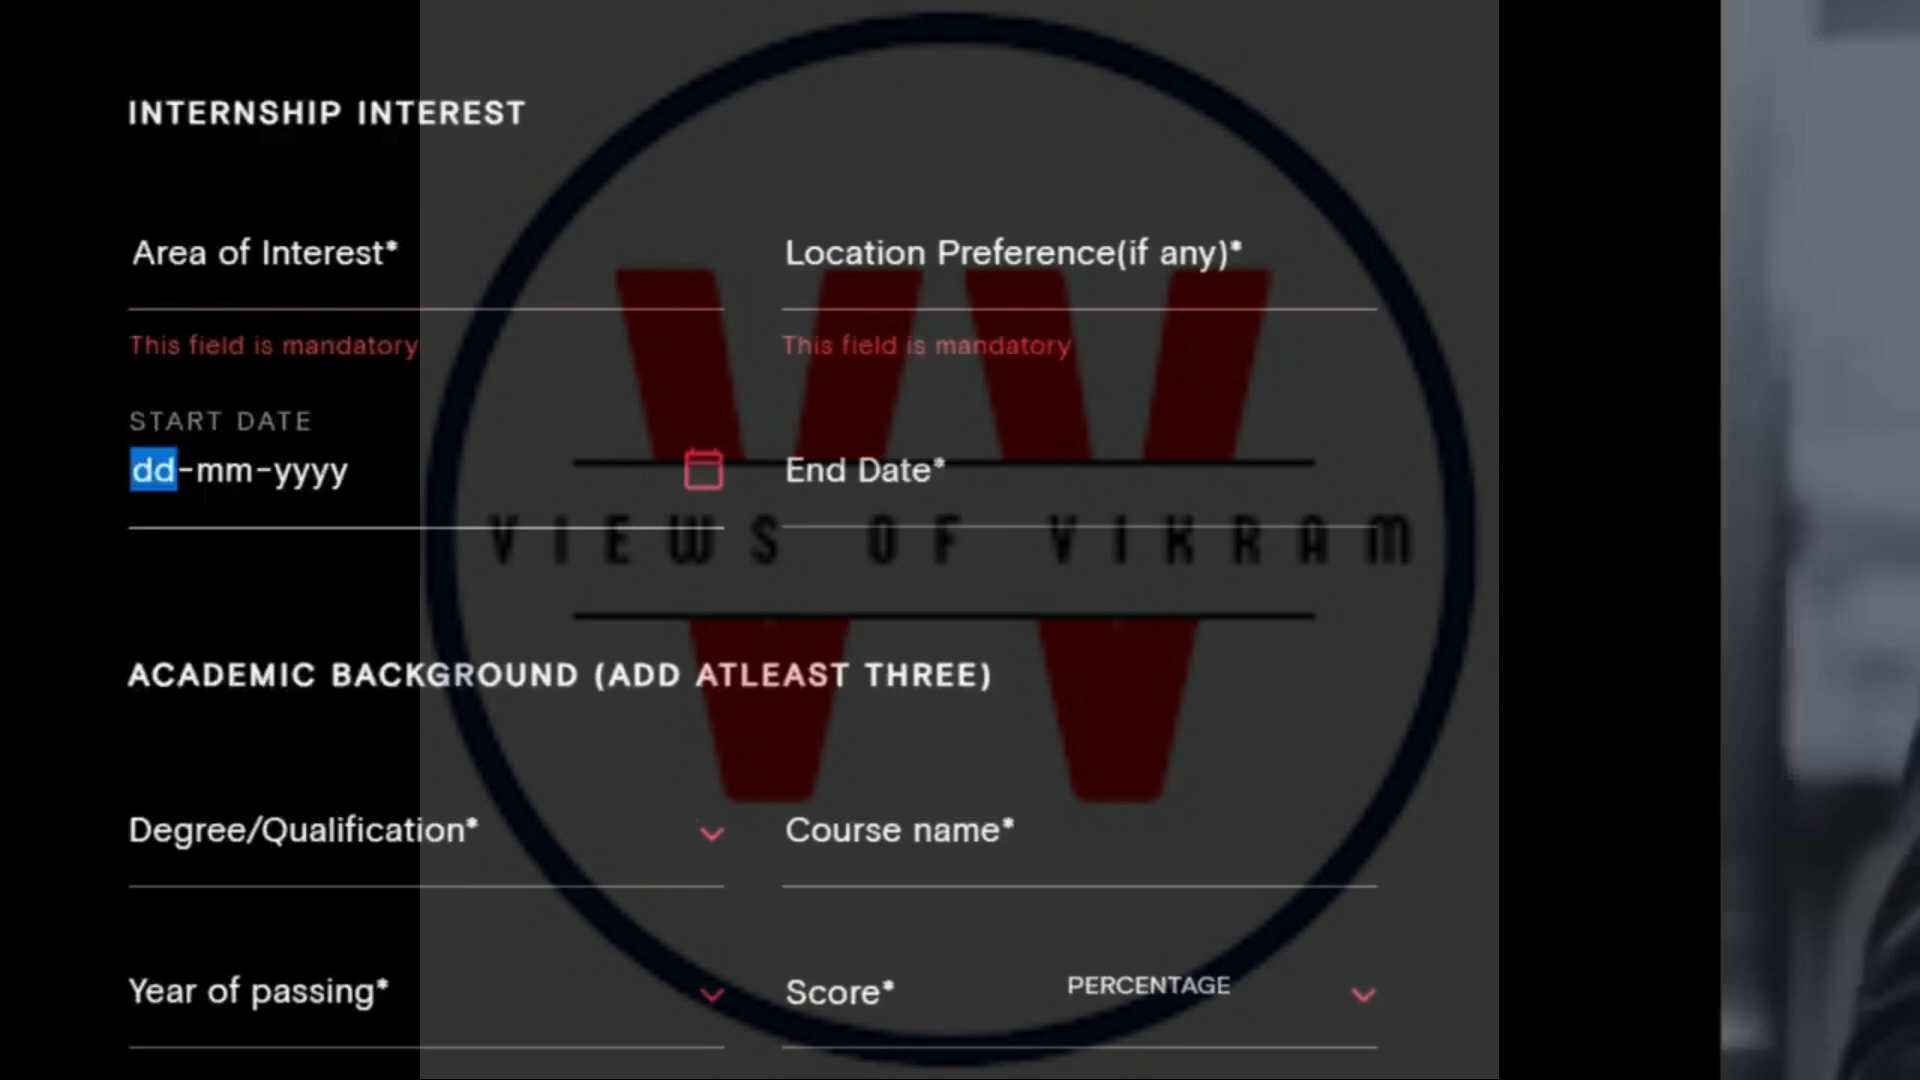 INTERNSHIP INTEREST
Area of Interest* Location Preference(if any)*
This field is mandatory This field is mandatory
START DATE
dd-mm-yyyy End Date*
VIEWS OF VIKRAM
ACADEMIC BACKGROUND (ADD ATLEAST THREE)
Degree/Qualification* Course name*
Year of passing* Score* PERCENTAGE